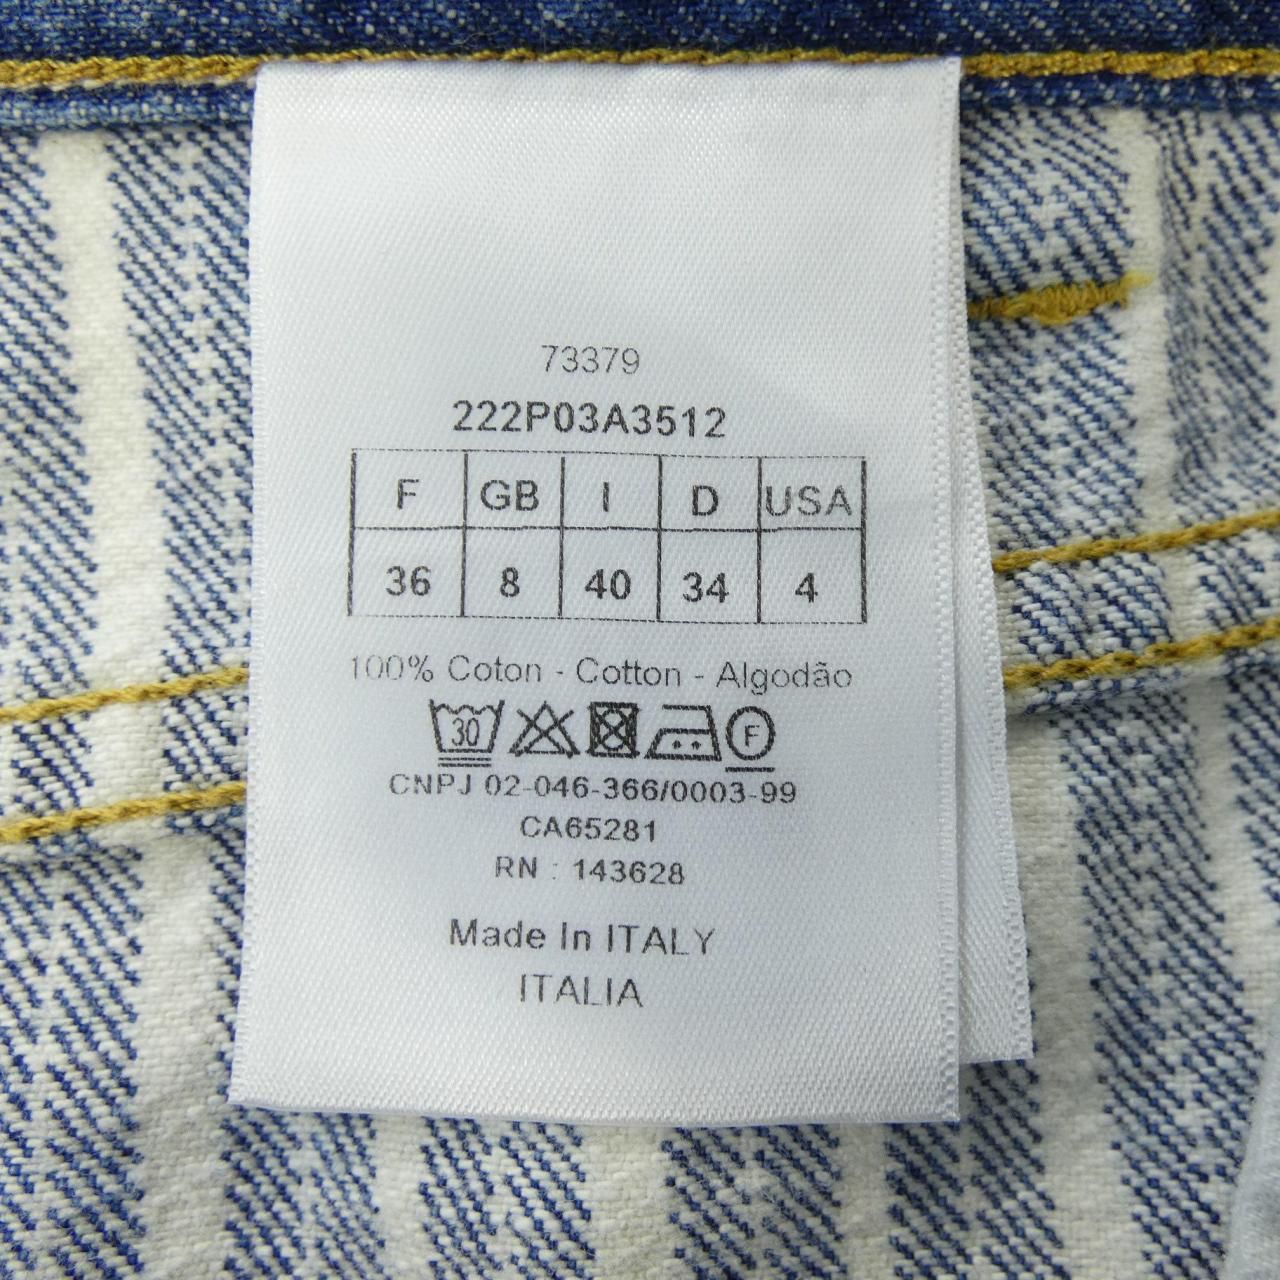 73379
222P03A3512
F GB I D USA
36 8 40 34 4
100% Coton - Cotton - Algodão
30 F
CNPJ 02-046-366/0003-99
CA65281
RN : 143628
Made In ITALY
ITALIA